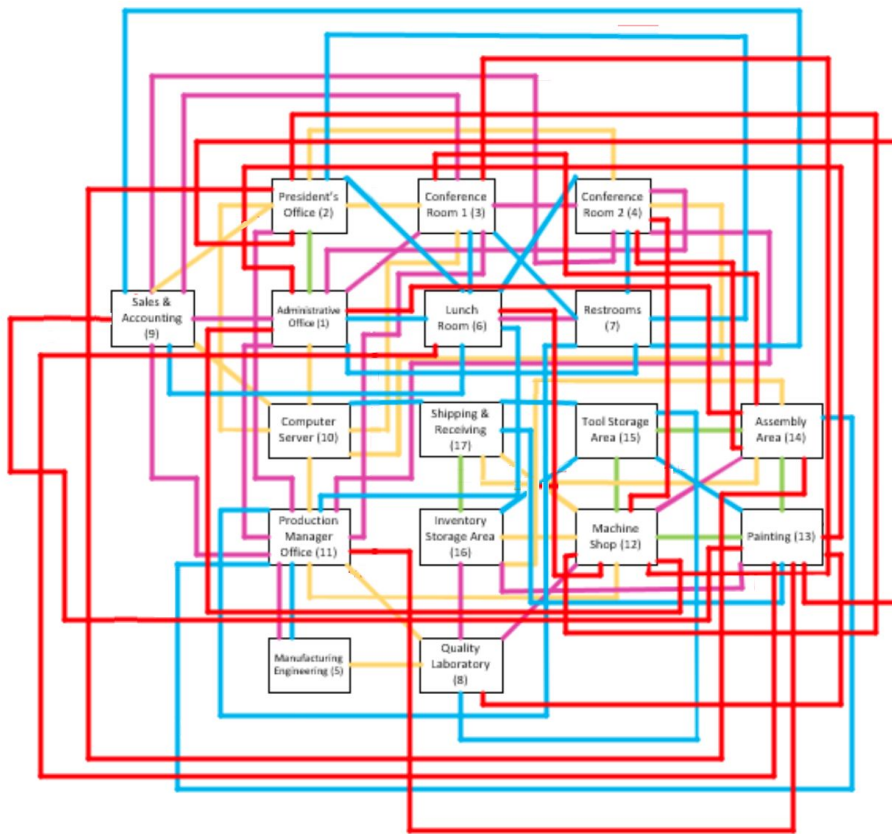 President's
Office (2)
Conference
Room 1 (3)
Conference
Room 2 (4)
Sales &
Accounting
(9)
Administrative
Office (1)
Lunch
Room (6)
Restrooms
(7)
Computer
Server (10)
Shipping &
Receiving
(17)
Tool Storage
Area (15)
Assembly
Area (14)
Production
Manager
Office (11)
Inventory
Storage Area
(16)
Machine
Shop (12)
Painting (13)
Manufacturing
Engineering (5)
Quality
Laboratory
(8)